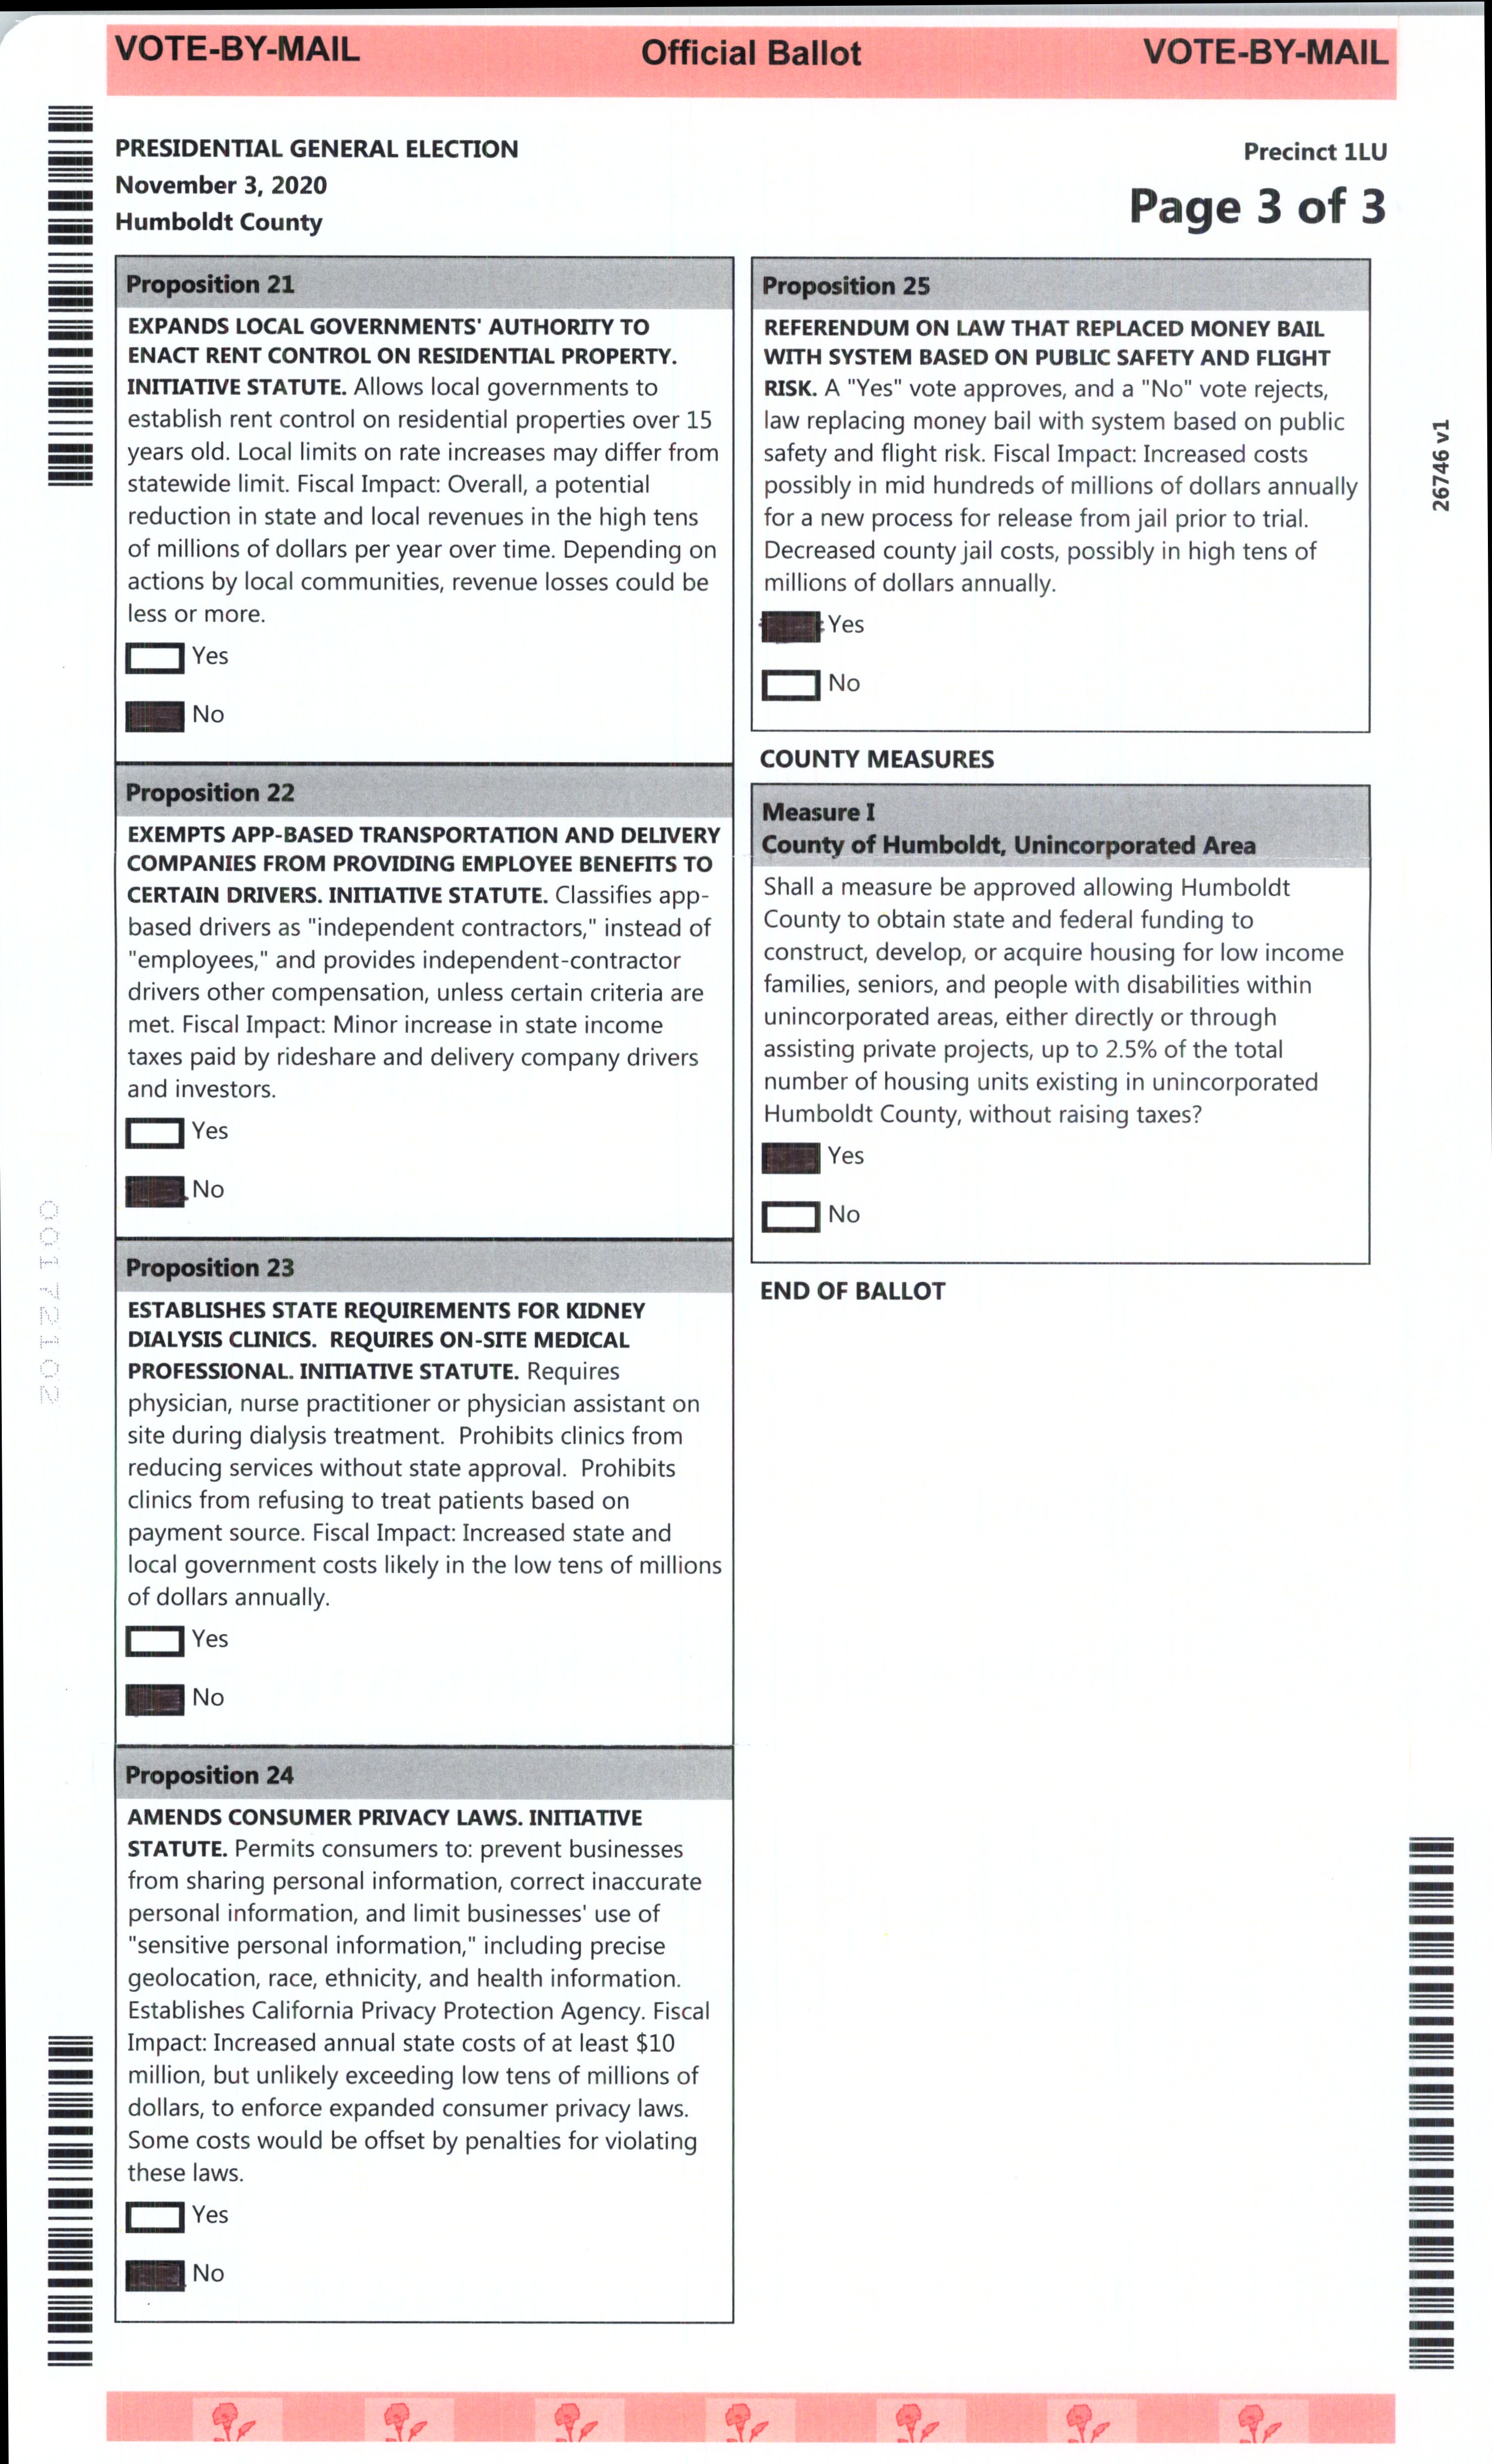 VOTE-BY-MAIL Official Ballot VOTE-BY-MAIL
PRESIDENTIAL GENERAL ELECTION
November 3, 2020
Humboldt County
Precinct 1LU
Page 3 of 3
Proposition 21
EXPANDS LOCAL GOVERNMENTS' AUTHORITY TO
ENACT RENT CONTROL ON RESIDENTIAL PROPERTY.
INITIATIVE STATUTE. Allows local governments to
establish rent control on residential properties over 15
years old. Local limits on rate increases may differ from
statewide limit. Fiscal Impact: Overall, a potential
reduction in state and local revenues in the high tens
of millions of dollars per year over time. Depending on
actions by local communities, revenue losses could be
less or more.
Yes
No
Proposition 22
EXEMPTS APP-BASED TRANSPORTATION AND DELIVERY
COMPANIES FROM PROVIDING EMPLOYEE BENEFITS TO
CERTAIN DRIVERS. INITIATIVE STATUTE. Classifies app-
based drivers as "independent contractors," instead of
"employees," and provides independent-contractor
drivers other compensation, unless certain criteria are
met. Fiscal Impact: Minor increase in state income
taxes paid by rideshare and delivery company drivers
and investors.
Yes
No
Proposition 23
ESTABLISHES STATE REQUIREMENTS FOR KIDNEY
DIALYSIS CLINICS. REQUIRES ON-SITE MEDICAL
PROFESSIONAL. INITIATIVE STATUTE. Requires
physician, nurse practitioner or physician assistant on
site during dialysis treatment. Prohibits clinics from
reducing services without state approval. Prohibits
clinics from refusing to treat patients based on
payment source. Fiscal Impact: Increased state and
local government costs likely in the low tens of millions
of dollars annually.
Yes
No
Proposition 24
AMENDS CONSUMER PRIVACY LAWS. INITIATIVE
STATUTE. Permits consumers to: prevent businesses
from sharing personal information, correct inaccurate
personal information, and limit businesses' use of
"sensitive personal information," including precise
geolocation, race, ethnicity, and health information.
Establishes California Privacy Protection Agency. Fiscal
Impact: Increased annual state costs of at least $10
million, but unlikely exceeding low tens of millions of
dollars, to enforce expanded consumer privacy laws.
Some costs would be offset by penalties for violating
these laws.
Yes
No
Proposition 25
REFERENDUM ON LAW THAT REPLACED MONEY BAIL
WITH SYSTEM BASED ON PUBLIC SAFETY AND FLIGHT
RISK. A "Yes" vote approves, and a "No" vote rejects,
law replacing money bail with system based on public
safety and flight risk. Fiscal Impact: Increased costs
possibly in mid hundreds of millions of dollars annually
for a new process for release from jail prior to trial.
Decreased county jail costs, possibly in high tens of
millions of dollars annually.
Yes
No
COUNTY MEASURES
Measure I
County of Humboldt, Unincorporated Area
Shall a measure be approved allowing Humboldt
County to obtain state and federal funding to
construct, develop, or acquire housing for low income
families, seniors, and people with disabilities within
unincorporated areas, either directly or through
assisting private projects, up to 2.5% of the total
number of housing units existing in unincorporated
Humboldt County, without raising taxes?
Yes
No
END OF BALLOT
26746 v1
00172102